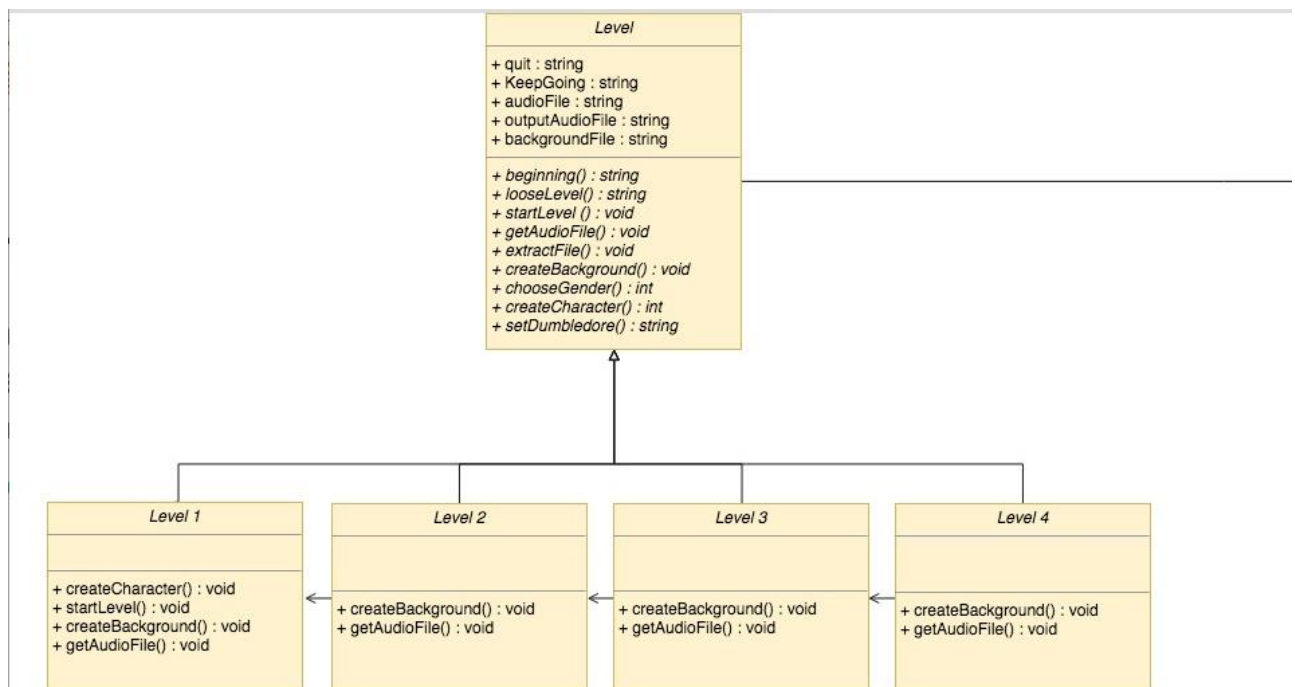 Level
+ quit : string
+ KeepGoing : string
+ audioFile : string
+ outputAudioFile : string
+ backgroundFile : string
+ beginning() : string
+ looseLevel() : string
+ startLevel () : void
+ getAudioFile() : void
+ extractFile() : void
+ createBackground() : void
+ chooseGender() : int
+ createCharacter() : int
+ setDumbledore() : string
Level 1
+ createCharacter() : void
+ startLevel() : void
+ createBackground() : void
+ getAudioFile() : void
Level 2
+ createBackground() : void
+ getAudioFile() : void
Level 3
+ createBackground() : void
+ getAudioFile() : void
Level 4
+ createBackground() : void
+ getAudioFile() : void